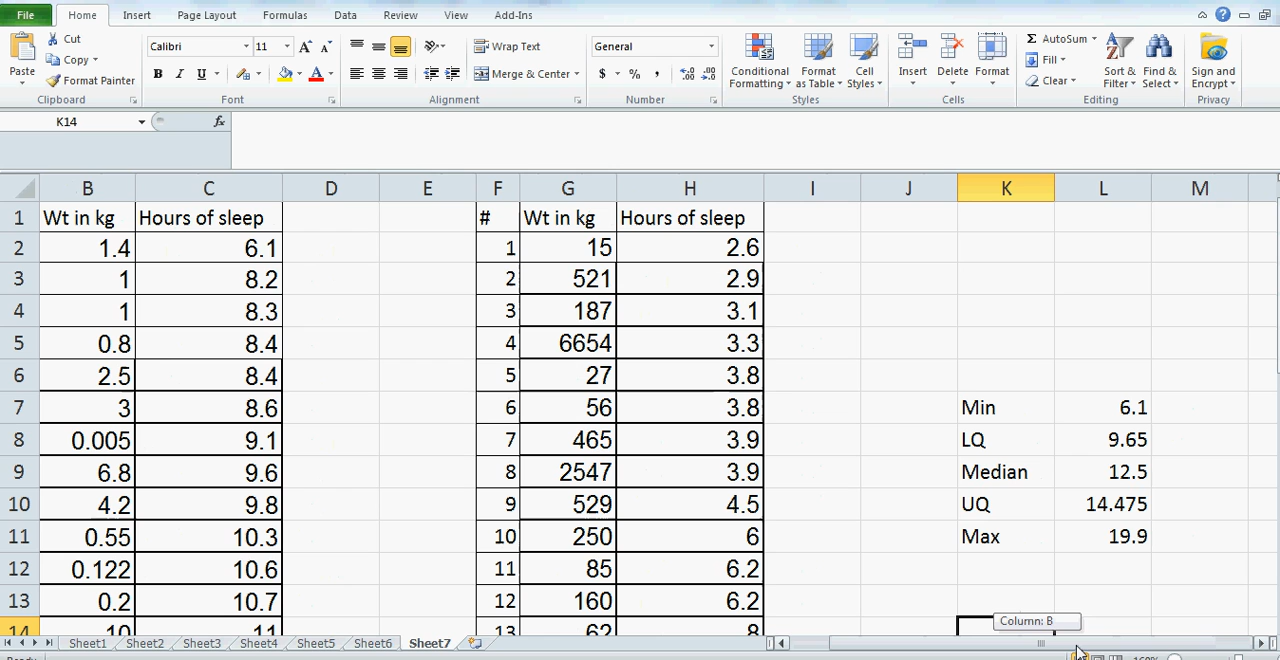 File Home Insert Page Layout Formulas Data Review View Add-Ins
Paste Cut Copy Format Painter Clipboard
Calibri 11 B I U Font
Wrap Text Merge & Center Alignment
General $ % , Number
Conditional Formatting Format as Table Cell Styles Styles
Insert Delete Format Cells
Σ AutoSum Fill Clear Sort & Filter Find & Select Editing
Sign and Encrypt Privacy
K14 fx
B C D E F G H I J K L M
1 Wt in kg Hours of sleep # Wt in kg Hours of sleep
2 1.4 6.1 1 15 2.6
3 1 8.2 2 521 2.9
4 1 8.3 3 187 3.1
5 0.8 8.4 4 6654 3.3
6 2.5 8.4 5 27 3.8
7 3 8.6 6 56 3.8 Min 6.1
8 0.005 9.1 7 465 3.9 LQ 9.65
9 6.8 9.6 8 2547 3.9 Median 12.5
10 4.2 9.8 9 529 4.5 UQ 14.475
11 0.55 10.3 10 250 6 Max 19.9
12 0.122 10.6 11 85 6.2
13 0.2 10.7 12 160 6.2
14 10 11 13 62 8
Column: B
Sheet1 Sheet2 Sheet3 Sheet4 Sheet5 Sheet6 Sheet7
Ready 160%